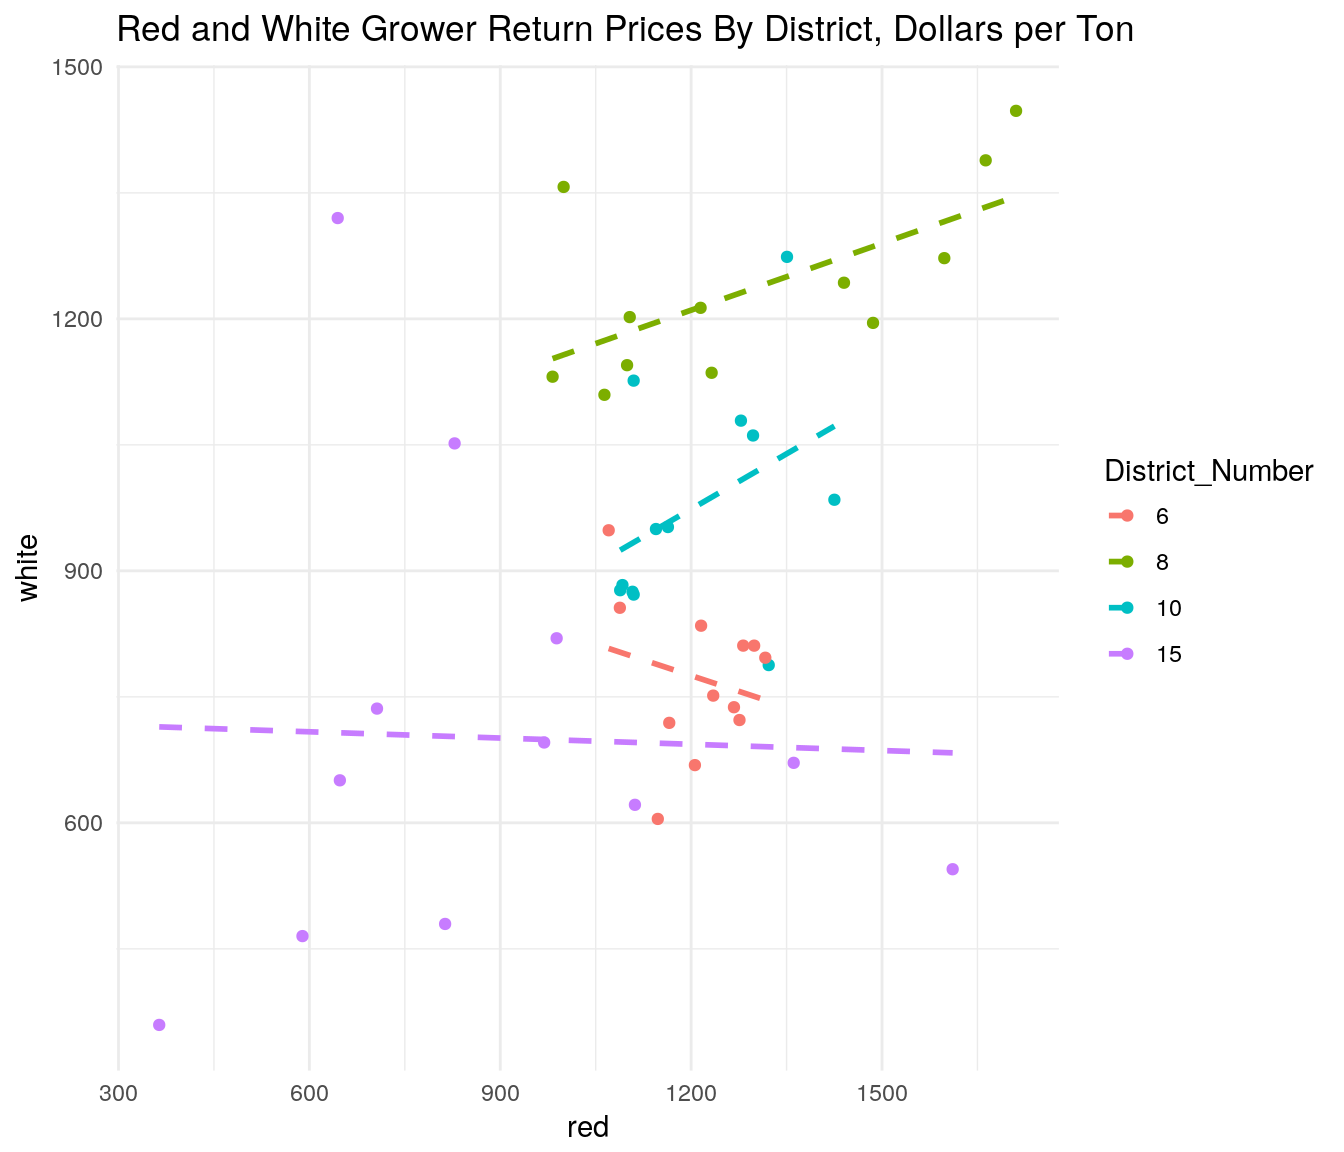 Red and White Grower Return Prices By District, Dollars per Ton
1500
1200
900
600
white
300 600 900 1200 1500
red
District_Number
6
8
10
15